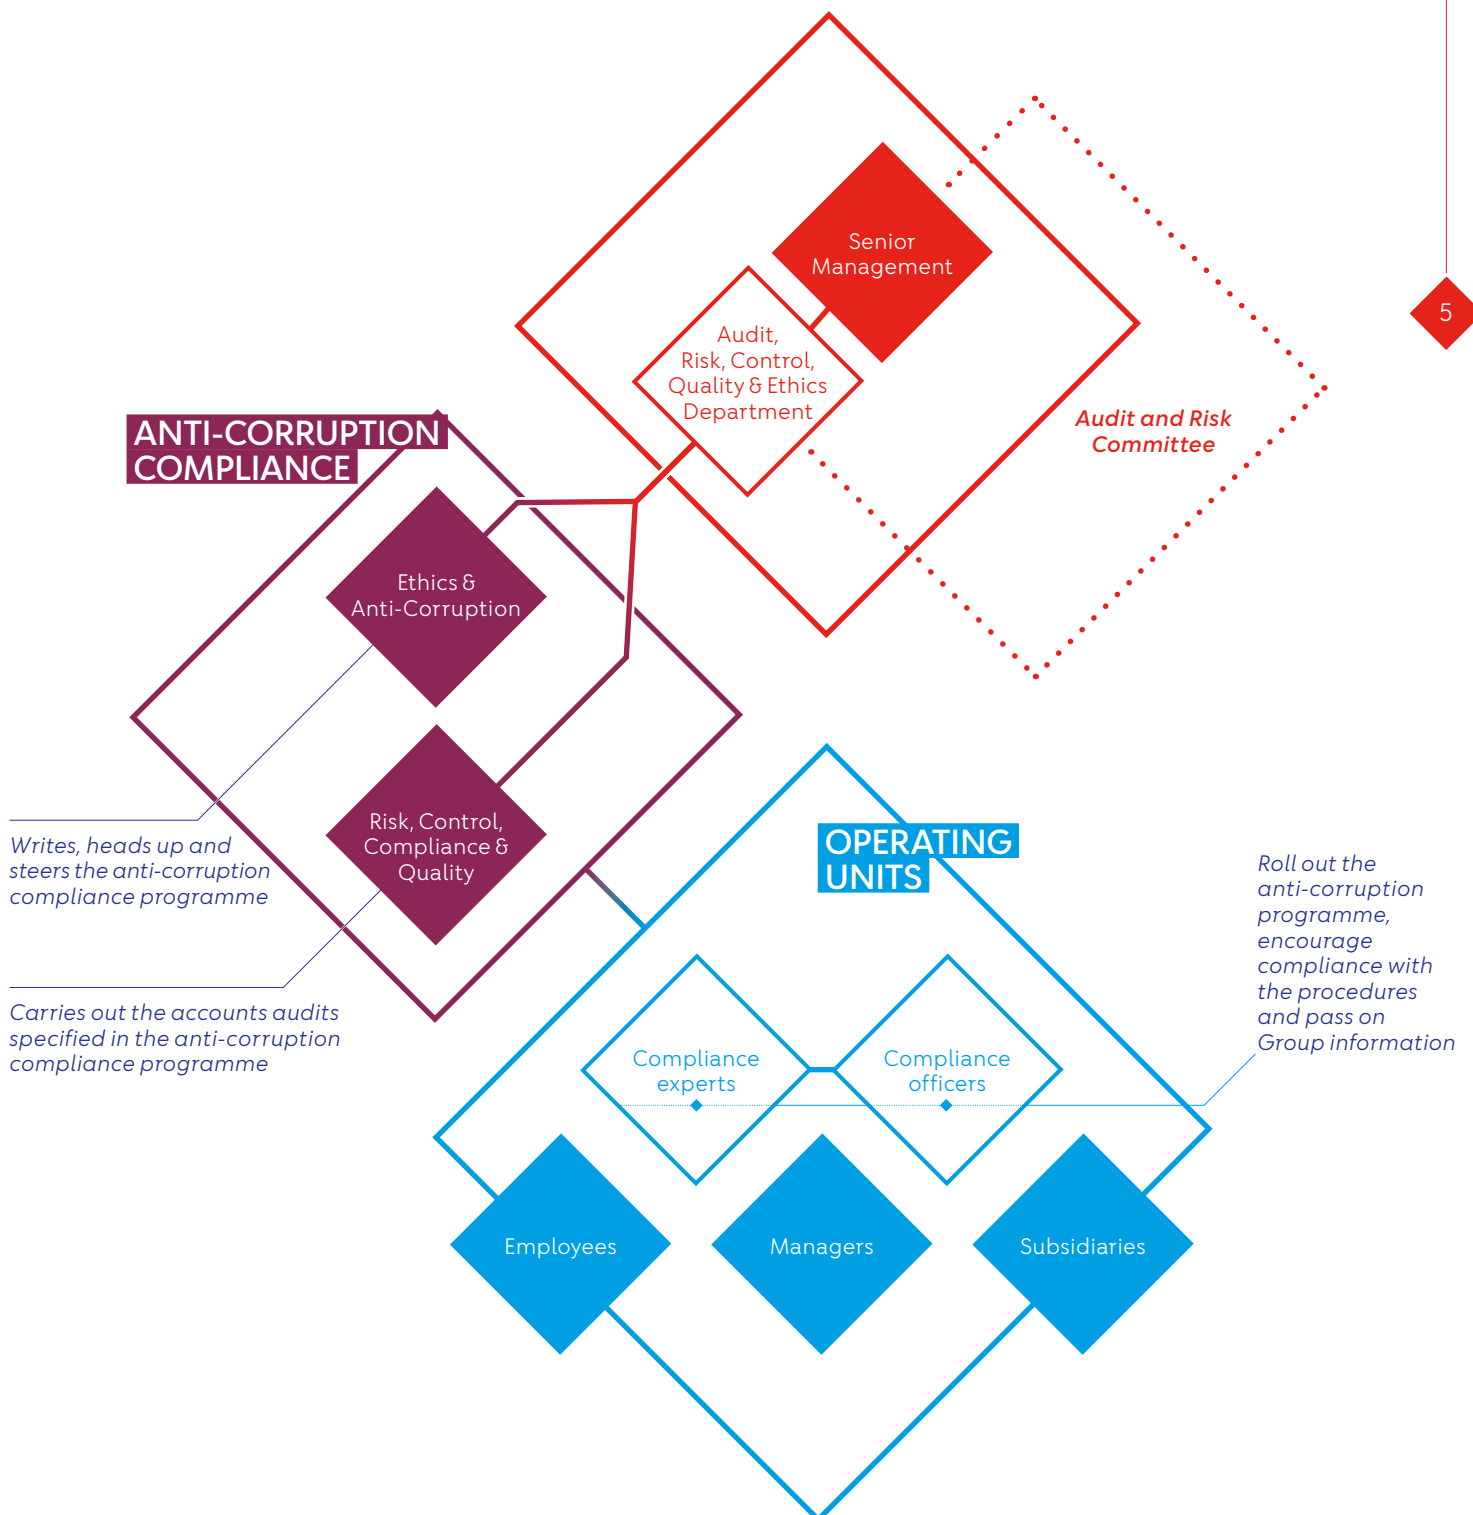 Senior
Management
5
Audit,
Risk, Control,
Quality & Ethics
Department
Audit and Risk
Committee
ANTI-CORRUPTION
COMPLIANCE
Ethics &
Anti-Corruption
Risk, Control,
Compliance &
Quality
Writes, heads up and
steers the anti-corruption
compliance programme
Carries out the accounts audits
specified in the anti-corruption
compliance programme
OPERATING
UNITS
Roll out the
anti-corruption
programme,
encourage
compliance with
the procedures
and pass on
Group information
Compliance
experts
Compliance
officers
Employees
Managers
Subsidiaries